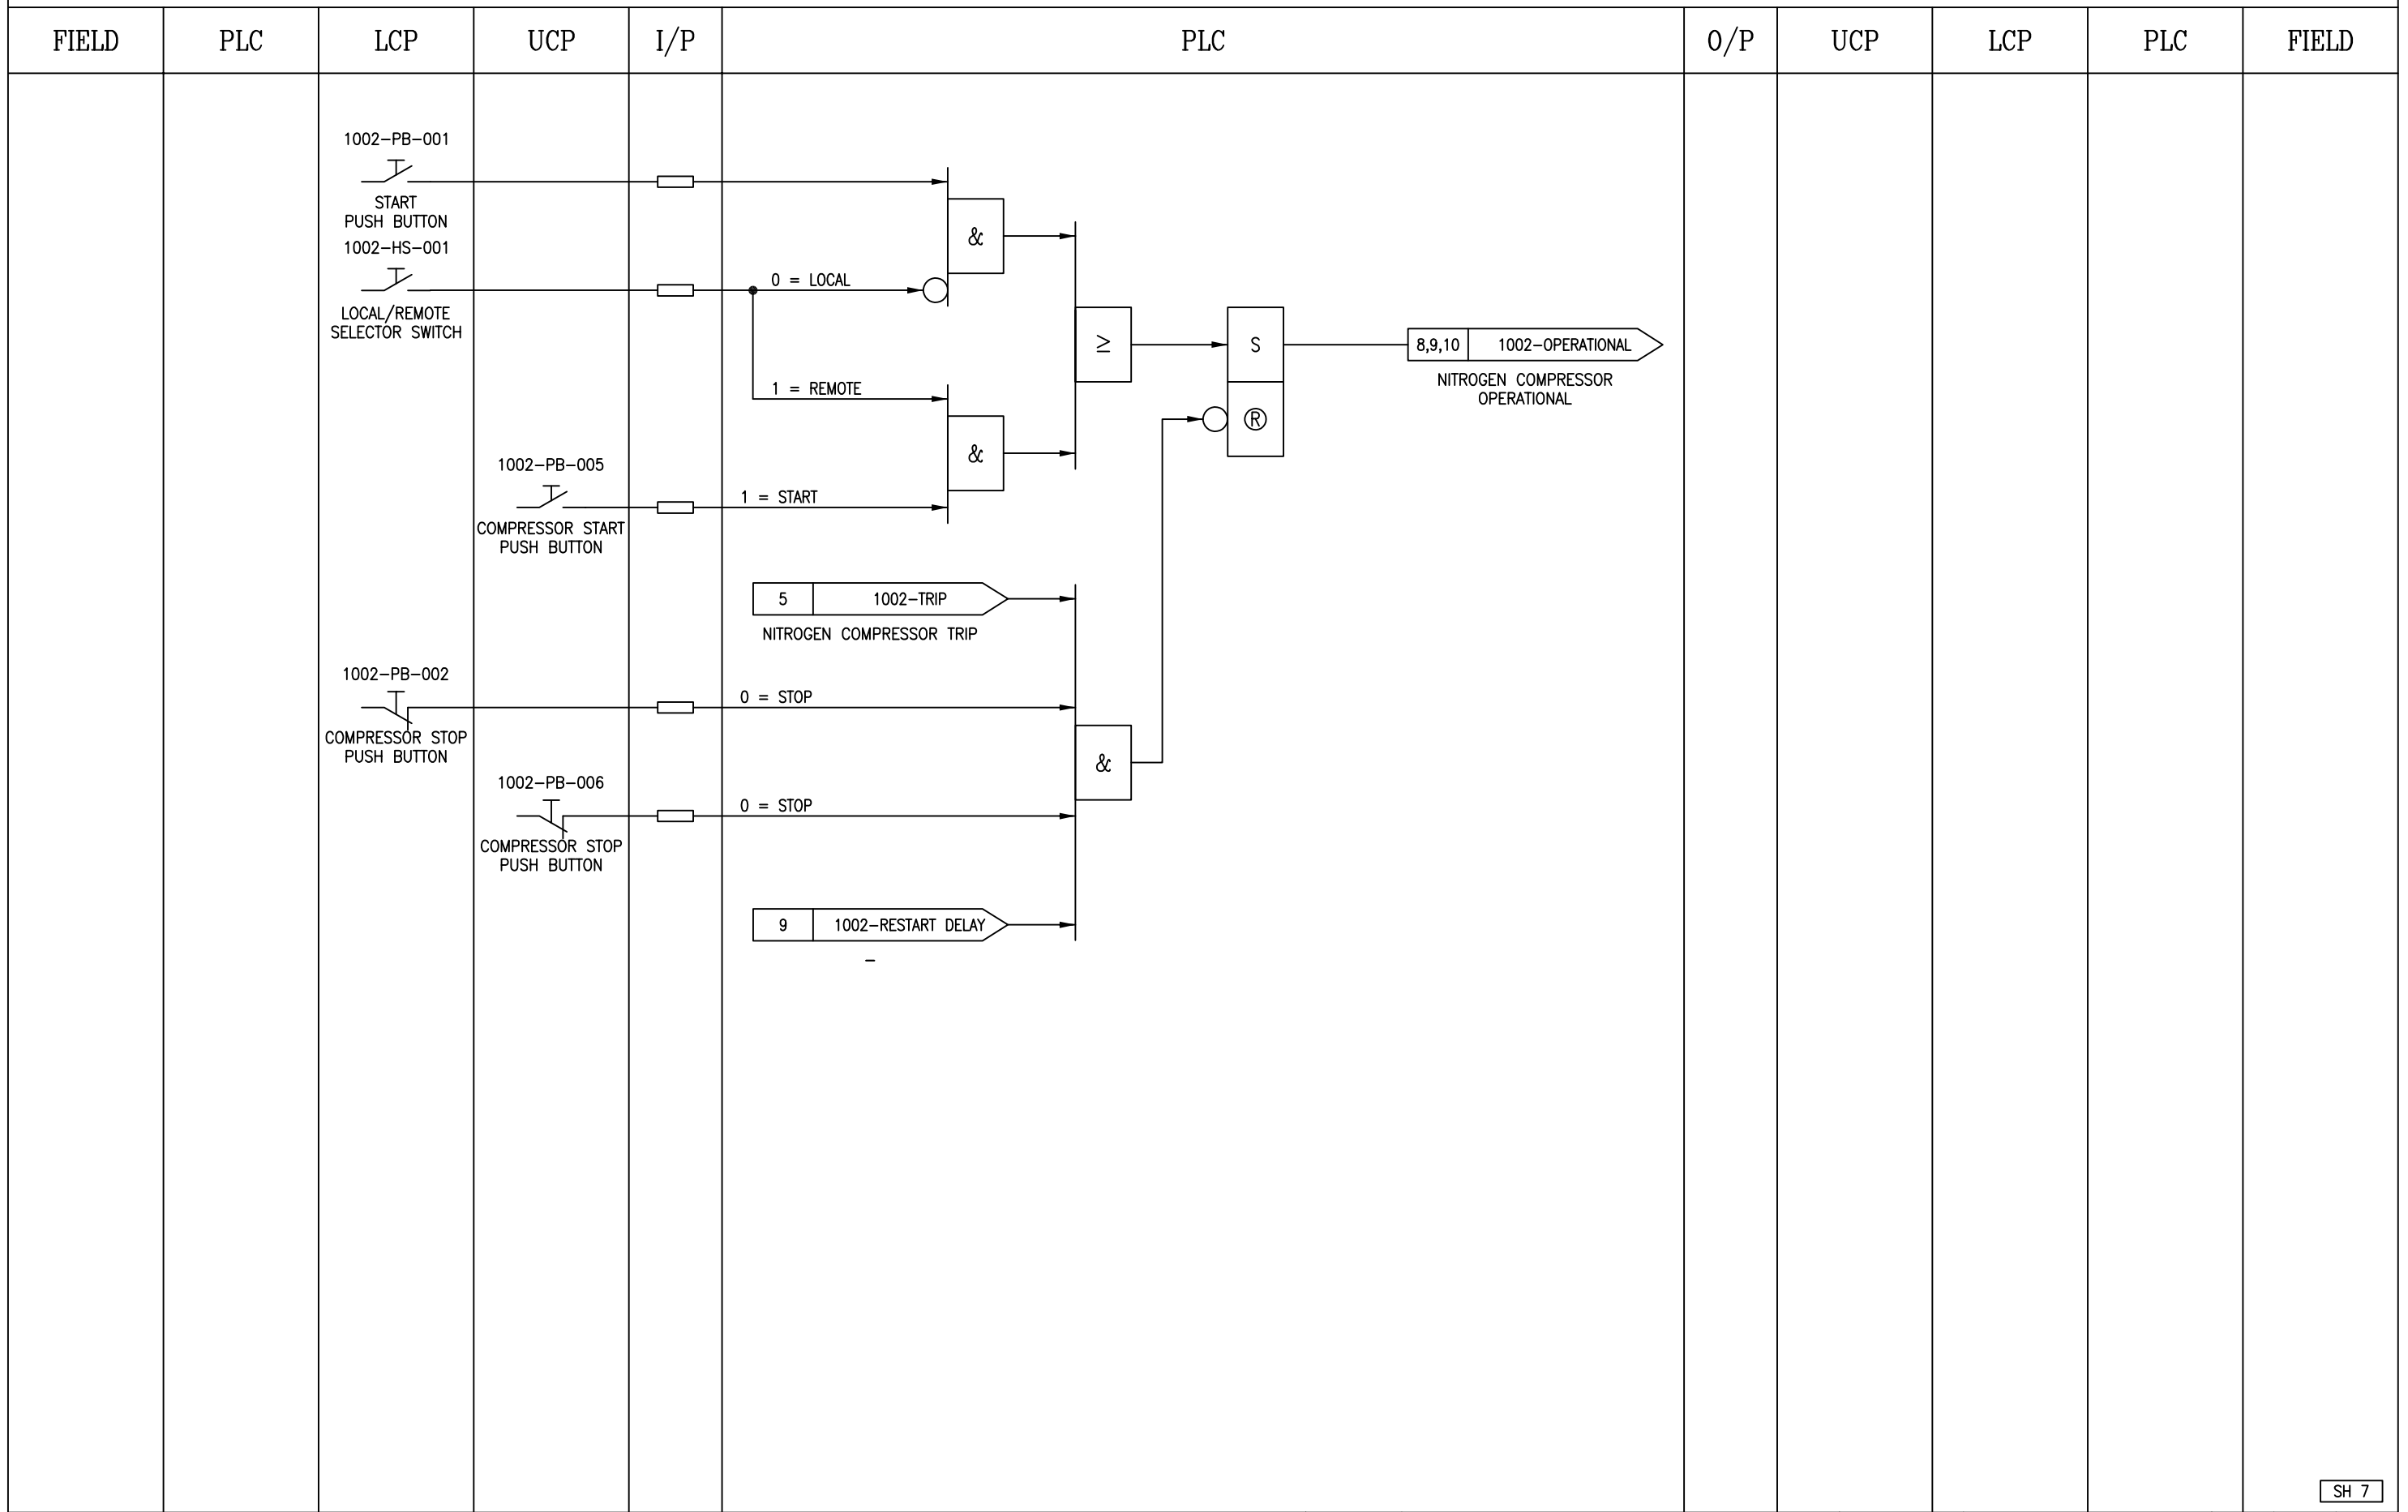 FIELD PLC LCP UCP I/P PLC O/P UCP LCP PLC FIELD
1002-PB-001
START
PUSH BUTTON
1002-HS-001
LOCAL/REMOTE
SELECTOR SWITCH
0 = LOCAL
&
≥
S
Ⓡ
8,9,10 1002-OPERATIONAL
NITROGEN COMPRESSOR
OPERATIONAL
1 = REMOTE
&
1002-PB-005
COMPRESSOR START
PUSH BUTTON
1 = START
5 1002-TRIP
NITROGEN COMPRESSOR TRIP
1002-PB-002
COMPRESSOR STOP
PUSH BUTTON
0 = STOP
&
1002-PB-006
COMPRESSOR STOP
PUSH BUTTON
0 = STOP
9 1002-RESTART DELAY
-
SH 7